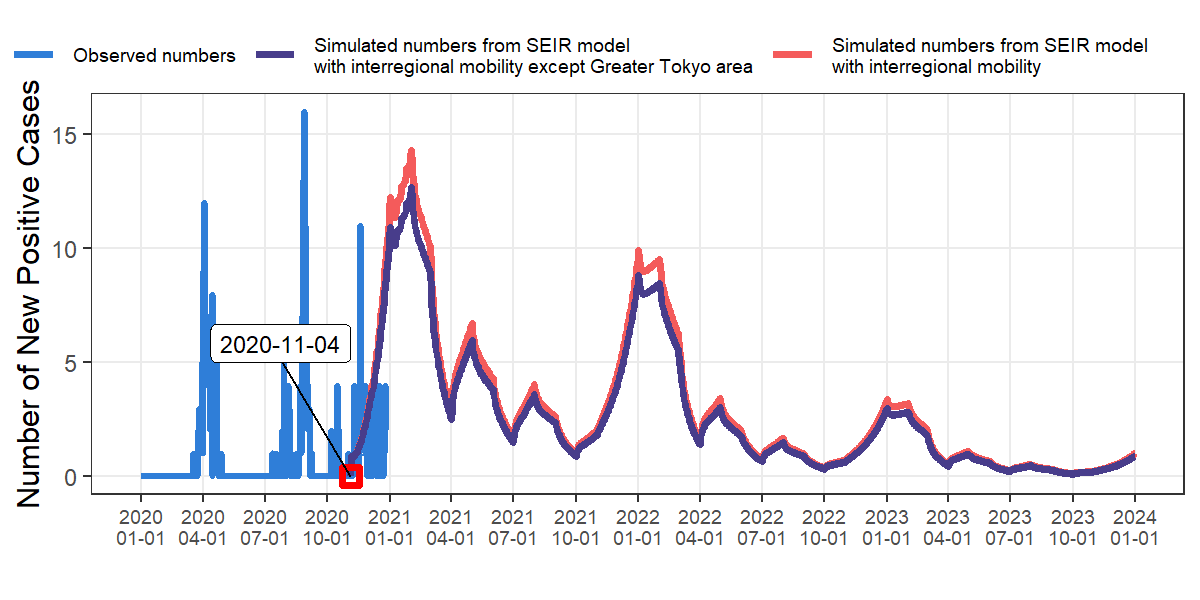 Observed numbers
Simulated numbers from SEIR model
with interregional mobility except Greater Tokyo area
Simulated numbers from SEIR model
with interregional mobility
Number of New Positive Cases
15
10
5
0
2020-11-04
2020 2020 2020 2020 2021 2021 2021 2021 2022 2022 2022 2022 2023 2023 2023 2023 2024
01-01 04-01 07-01 10-01 01-01 04-01 07-01 10-01 01-01 04-01 07-01 10-01 01-01 04-01 07-01 10-01 01-01